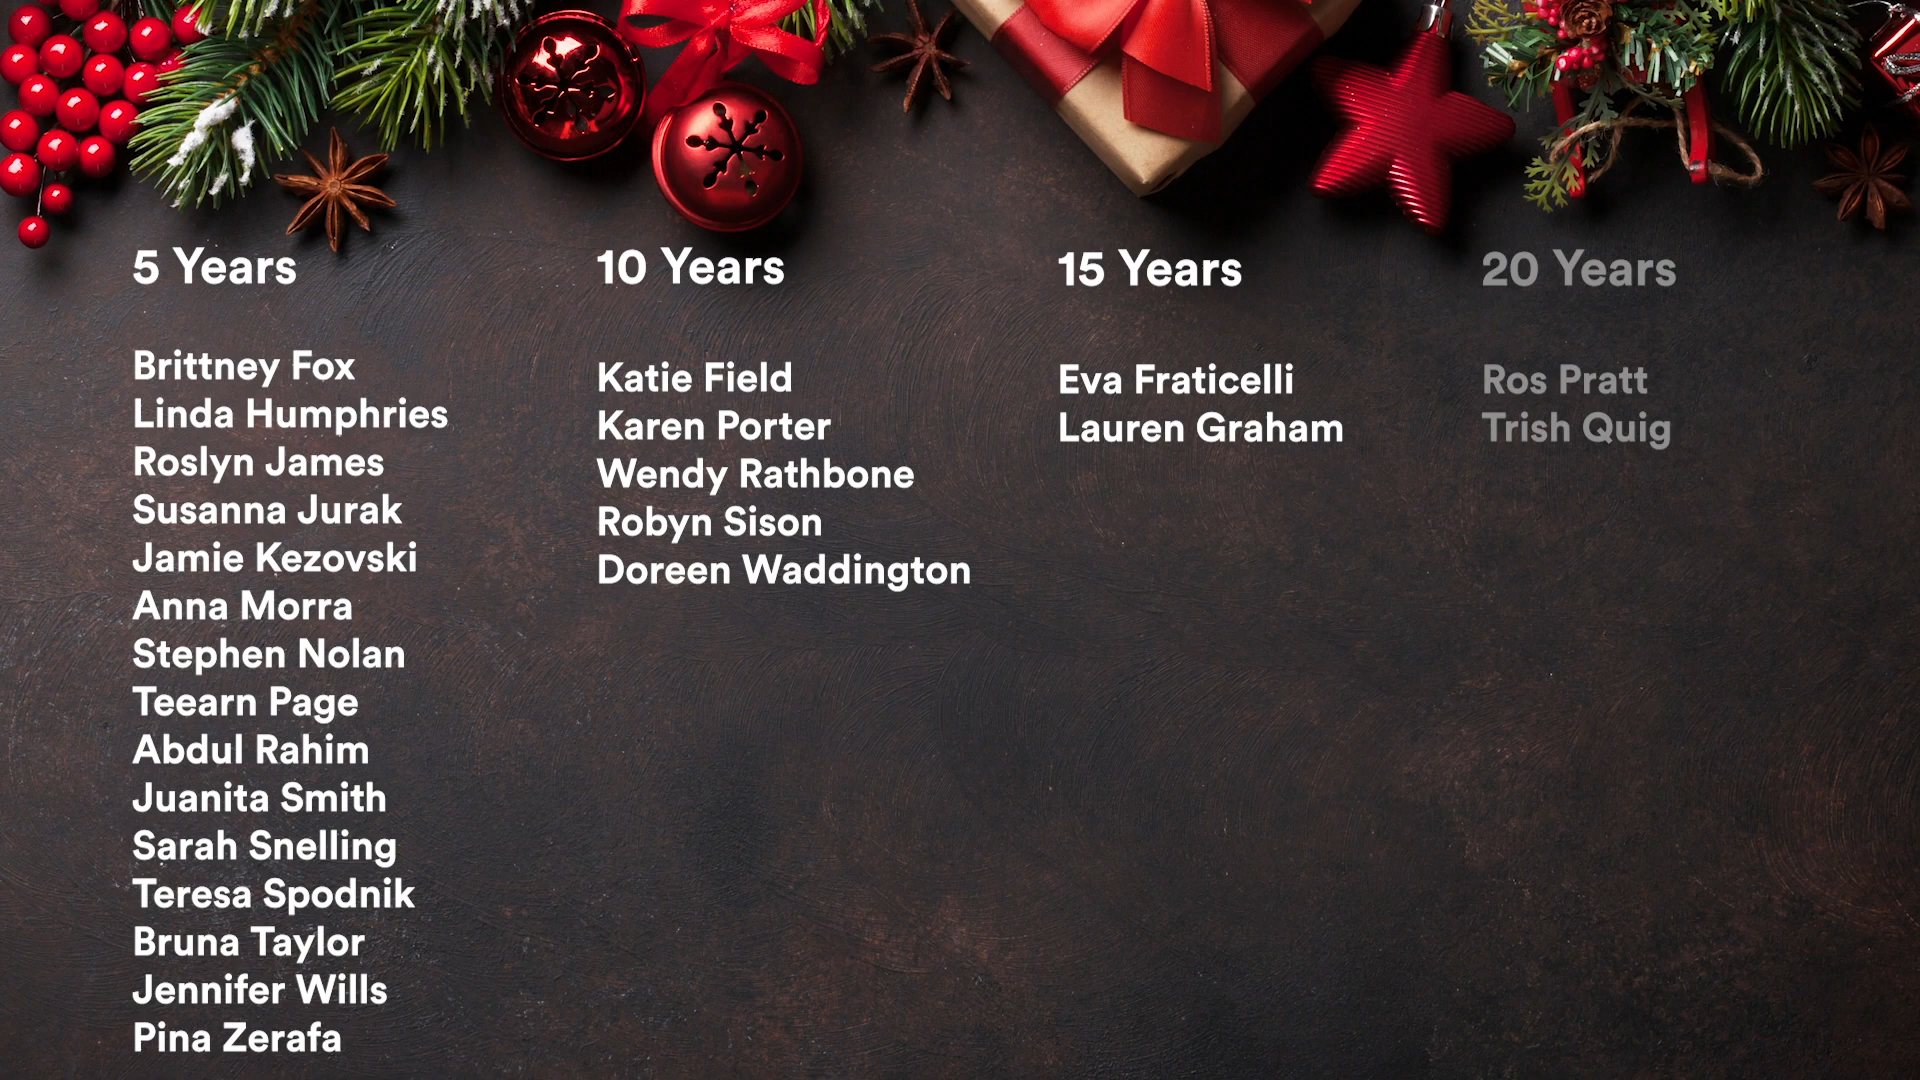 5 Years
Brittney Fox
Linda Humphries
Roslyn James
Susanna Jurak
Jamie Kezovski
Anna Morra
Stephen Nolan
Teearn Page
Abdul Rahim
Juanita Smith
Sarah Snelling
Teresa Spodnik
Bruna Taylor
Jennifer Wills
Pina Zerafa
10 Years
Katie Field
Karen Porter
Wendy Rathbone
Robyn Sison
Doreen Waddington
15 Years
Eva Fraticelli
Lauren Graham
20 Years
Ros Pratt
Trish Quig